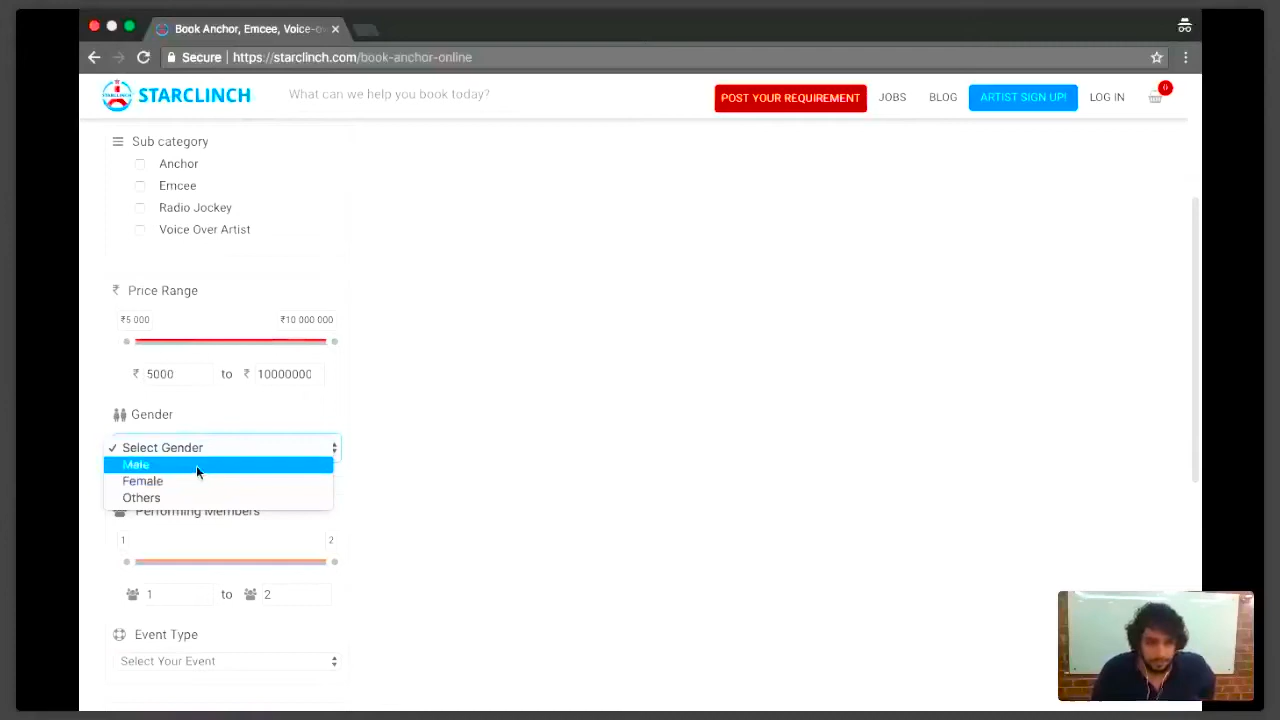 Book Anchor, Emcee, Voice-o
Secure https://starclinch.com/book-anchor-online
STARCLINCH
What can we help you book today?
POST YOUR REQUIREMENT
JOBS
BLOG
ARTIST SIGN UP!
LOG IN
0
Sub category
Anchor
Emcee
Radio Jockey
Voice Over Artist
₹ Price Range
₹5 000
₹10 000 000
₹ 5000 to ₹ 10000000
Gender
✓ Select Gender
Male
Female
Others
Performing Members
1
2
1 to 2
Event Type
Select Your Event